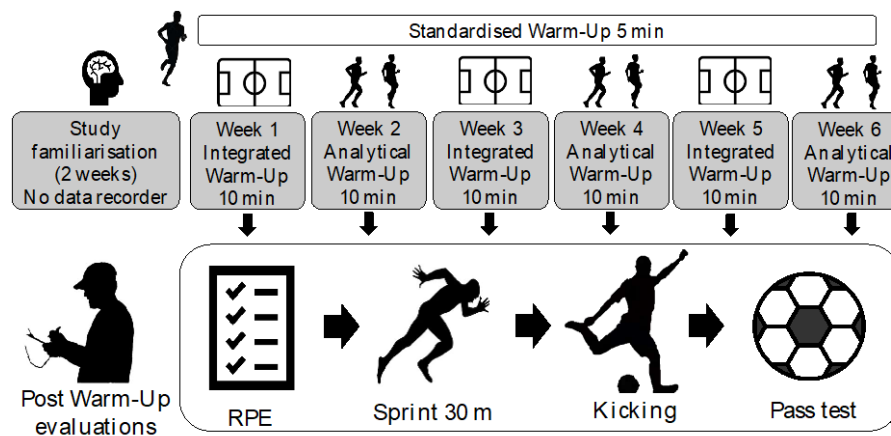 Standardised Warm-Up 5 min
Study
familiarisation
(2 weeks)
No data recorder
Week 1
Integrated
Warm-Up
10 min
Week 2
Analytical
Warm-Up
10 min
Week 3
Integrated
Warm-Up
10 min
Week 4
Analytical
Warm-Up
10 min
Week 5
Integrated
Warm-Up
10 min
Week 6
Analytical
Warm-Up
10 min
Post Warm-Up
evaluations
RPE
Sprint 30 m
Kicking
Pass test